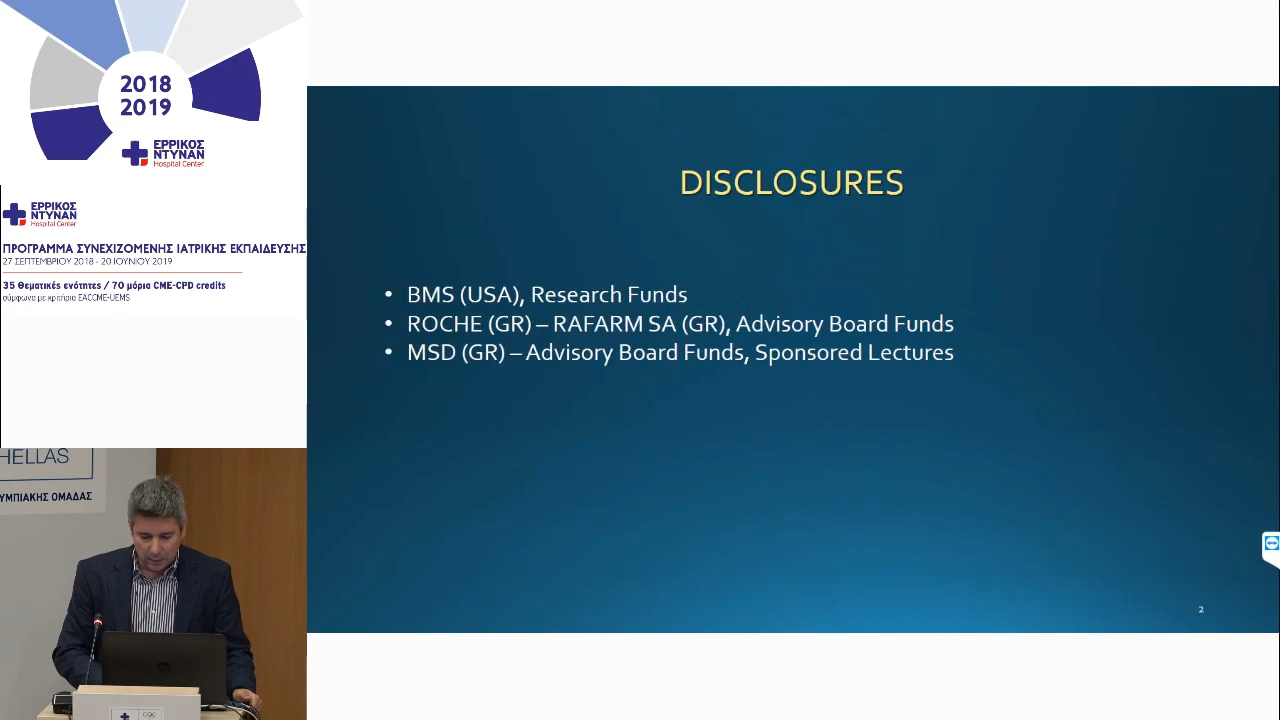 2018
2019
ΕΡΡΙΚΟΣ
ΝΤΥΝΑΝ
Hospital Center
ΕΡΡΙΚΟΣ
ΝΤΥΝΑΝ
Hospital Center
ΠΡΟΓΡΑΜΜΑ ΣΥΝΕΧΙΖΟΜΕΝΗΣ ΙΑΤΡΙΚΗΣ ΕΚΠΑΙΔΕΥΣΗΣ
27 ΣΕΠΤΕΜΒΡΙΟΥ 2018 - 20 ΙΟΥΝΙΟΥ 2019
35 Θεματικές ενότητες / 70 μόρια CME-CPD credits
σύμφωνα με κριτήρια EACCME-UEMS
HELLAS
ΥΜΠΙΑΚΗΣ ΟΜΑΔΑΣ
DISCLOSURES
• BMS (USA), Research Funds
• ROCHE (GR) – RAFARM SA (GR), Advisory Board Funds
• MSD (GR) – Advisory Board Funds, Sponsored Lectures
2